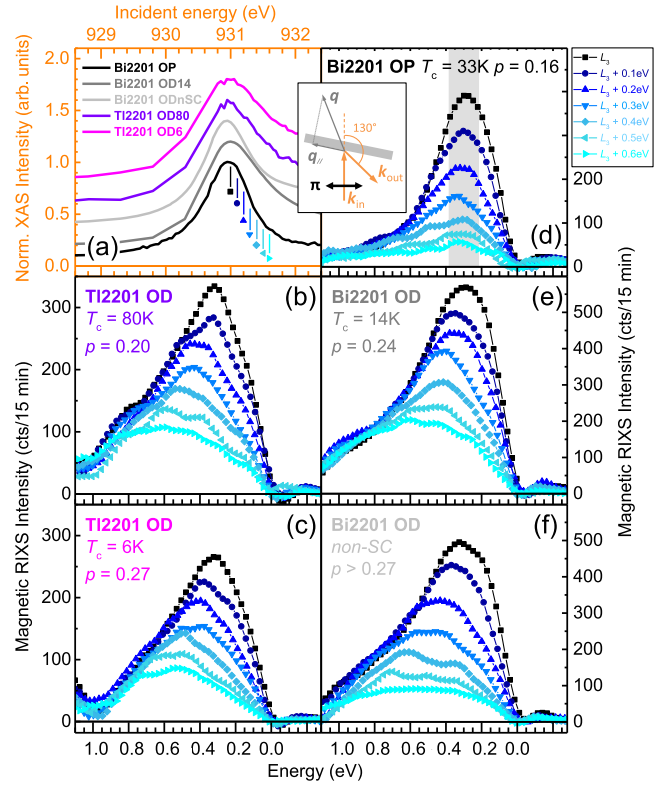 Incident energy (eV)
929 930 931 932
Norm. XAS Intensity (arb. units)
2.0
1.5
1.0
0.5
0.0
Bi2201 OP
Bi2201 OD14
Bi2201 ODnSC
Tl2201 OD80
Tl2201 OD6
(a)
q
q//
130°
π
kin
kout
Bi2201 OP Tc = 33K p = 0.16
(d)
200
100
0
L3
L3 + 0.1eV
L3 + 0.2eV
L3 + 0.3eV
L3 + 0.4eV
L3 + 0.5eV
L3 + 0.6eV
Tl2201 OD
Tc = 80K
p = 0.20
(b)
300
200
100
0
Bi2201 OD
Tc = 14K
p = 0.24
(e)
500
400
300
200
100
0
Tl2201 OD
Tc = 6K
p = 0.27
(c)
300
200
100
0
Bi2201 OD
non-SC
p > 0.27
(f)
500
400
300
200
100
0
Magnetic RIXS Intensity (cts/15 min)
Magnetic RIXS Intensity (cts/15 min)
1.0 0.8 0.6 0.4 0.2 0.0
1.0 0.8 0.6 0.4 0.2 0.0
Energy (eV)